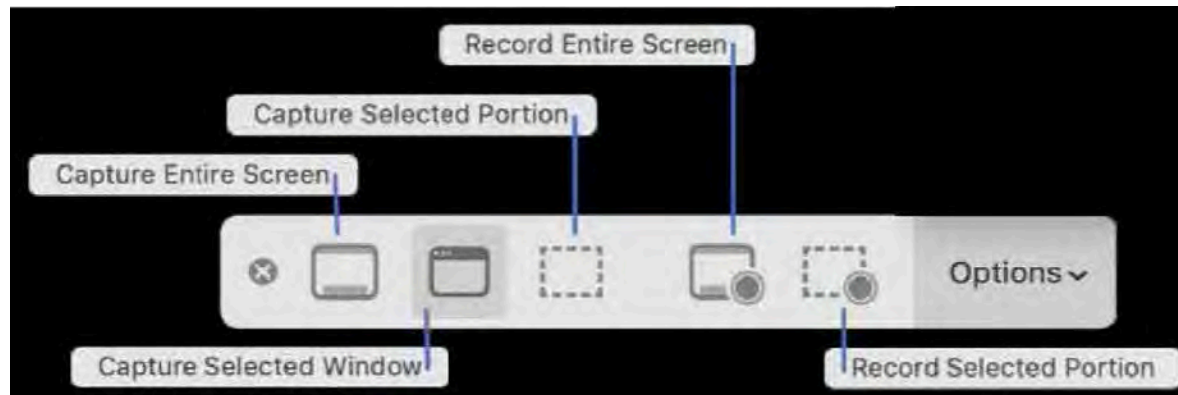 Record Entire Screen
Capture Selected Portion
Capture Entire Screen
Options
Capture Selected Window
Record Selected Portion